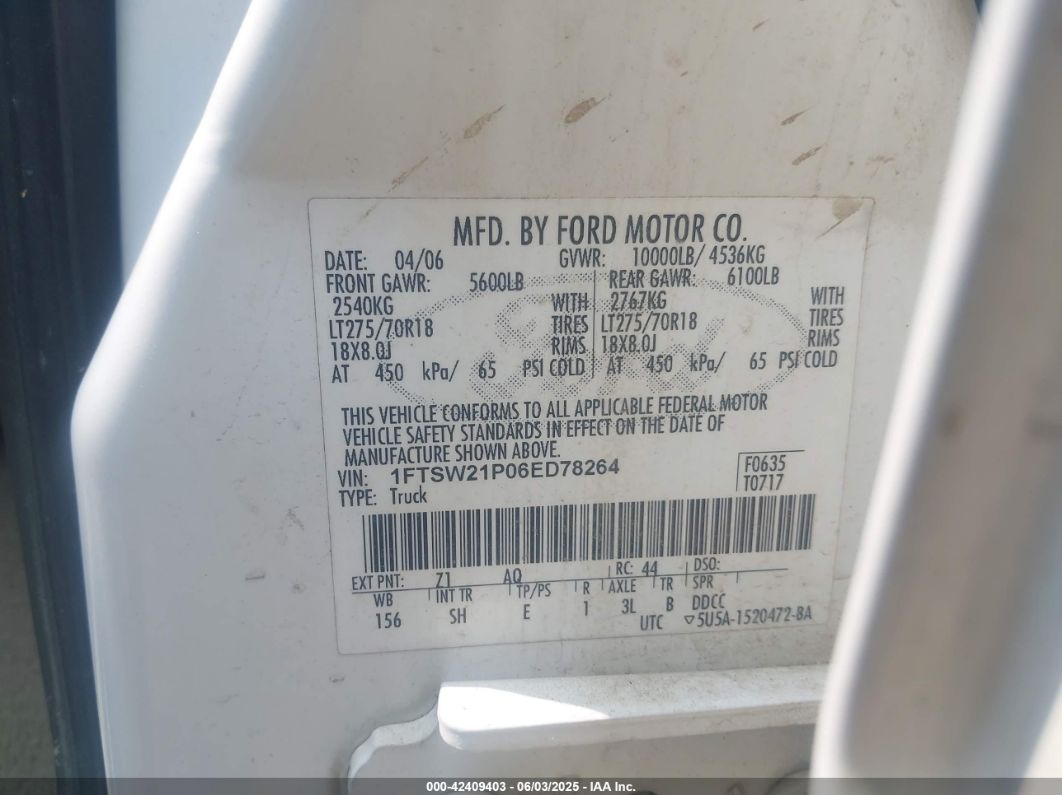 MFD. BY FORD MOTOR CO.
DATE: 04/06 GVWR: 10000LB/ 4536KG
FRONT GAWR: 5600LB REAR GAWR: 6100LB
2540KG WITH 2767KG WITH
LT275/70R18 TIRES LT275/70R18 TIRES
18X8.0J RIMS 18X8.0J RIMS
AT 450 kPa/ 65 PSI COLD AT 450 kPa/ 65 PSI COLD
THIS VEHICLE CONFORMS TO ALL APPLICABLE FEDERAL MOTOR
VEHICLE SAFETY STANDARDS IN EFFECT ON THE DATE OF
MANUFACTURE SHOWN ABOVE.
VIN: 1FTSW21P06ED78264 F0635
TYPE: Truck T0717
EXT PNT: Z1 AQ RC: 44 DSO:
WB INT TR TP/PS R AXLE TR SPR
156 SH E 1 3L B DDCC
UTC ▽5U5A-1520472-BA
Ford
000-42409403 - 06/03/2025 - IAA Inc.